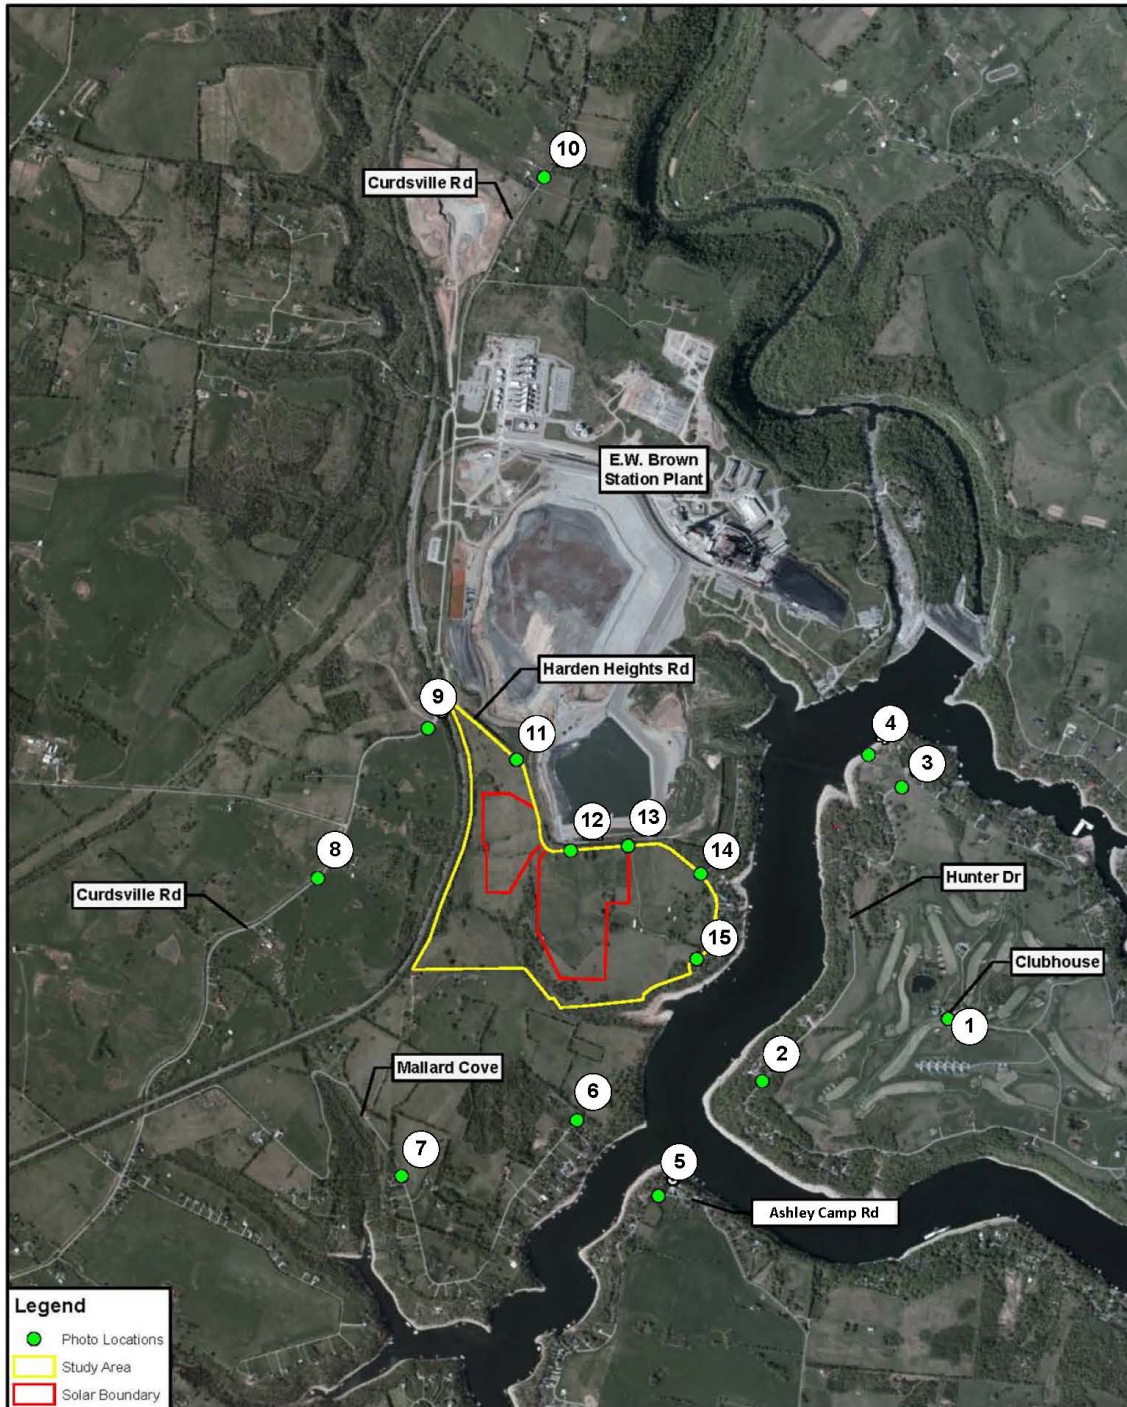 10
Curdsville Rd
E.W. Brown
Station Plant
Harden Heights Rd
9
11
4
3
12
13
8
14
Hunter Dr
Curdsville Rd
15
Clubhouse
1
2
Mallard Cove
6
7
5
Ashley Camp Rd
Legend
Photo Locations
Study Area
Solar Boundary